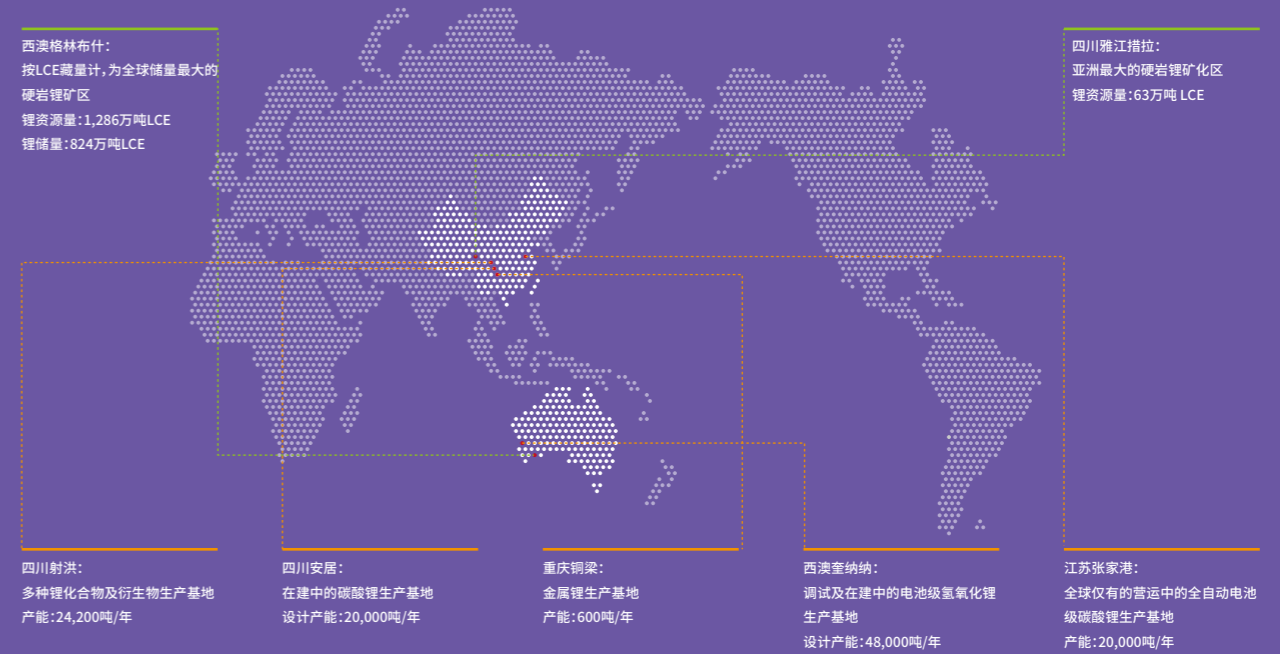 西澳格林布什：
按LCE藏量计，为全球储量最大的
硬岩锂矿区
锂资源量：1,286万吨LCE
锂储量：824万吨LCE
四川雅江措拉：
亚洲最大的硬岩锂矿化区
锂资源量：63万吨 LCE
四川射洪：
多种锂化合物及衍生物生产基地
产能：24,200吨/年
四川安居：
在建中的碳酸锂生产基地
设计产能：20,000吨/年
重庆铜梁：
金属锂生产基地
产能：600吨/年
西澳奎纳纳：
调试及在建中的电池级氢氧化锂
生产基地
设计产能：48,000吨/年
江苏张家港：
全球仅有的营运中的全自动电池
级碳酸锂生产基地
产能：20,000吨/年